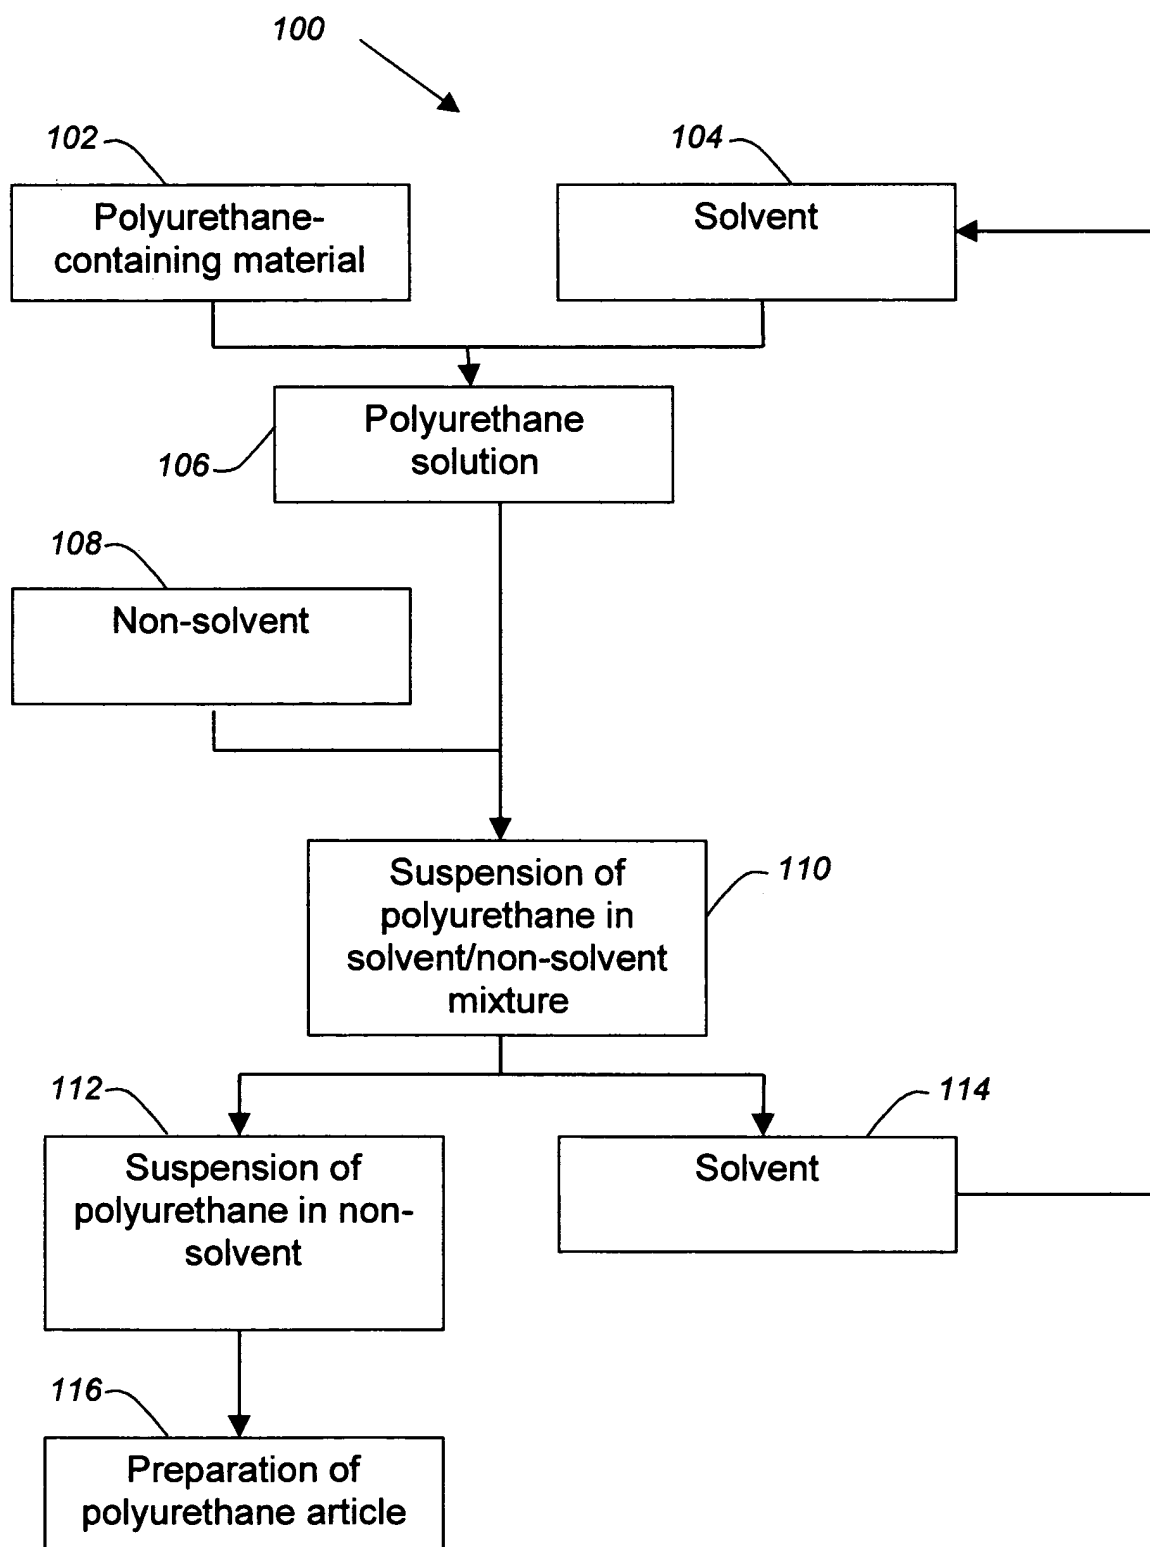 100
102
104
Polyurethane-
containing material
Solvent
Polyurethane
solution
106
108
Non-solvent
Suspension of
polyurethane in
solvent/non-solvent
mixture
110
112
114
Suspension of
polyurethane in non-
solvent
Solvent
116
Preparation of
polyurethane article